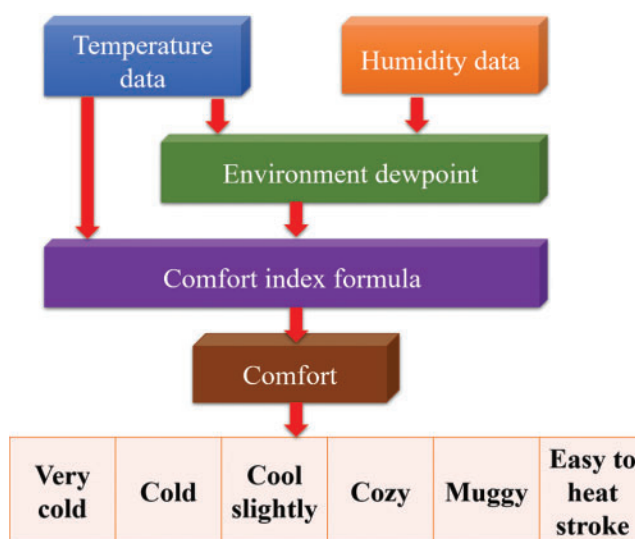 Temperature
data
Humidity data
Environment dewpoint
Comfort index formula
Comfort
Very
cold
Cold
Cool
slightly
Cozy
Muggy
Easy to
heat
stroke